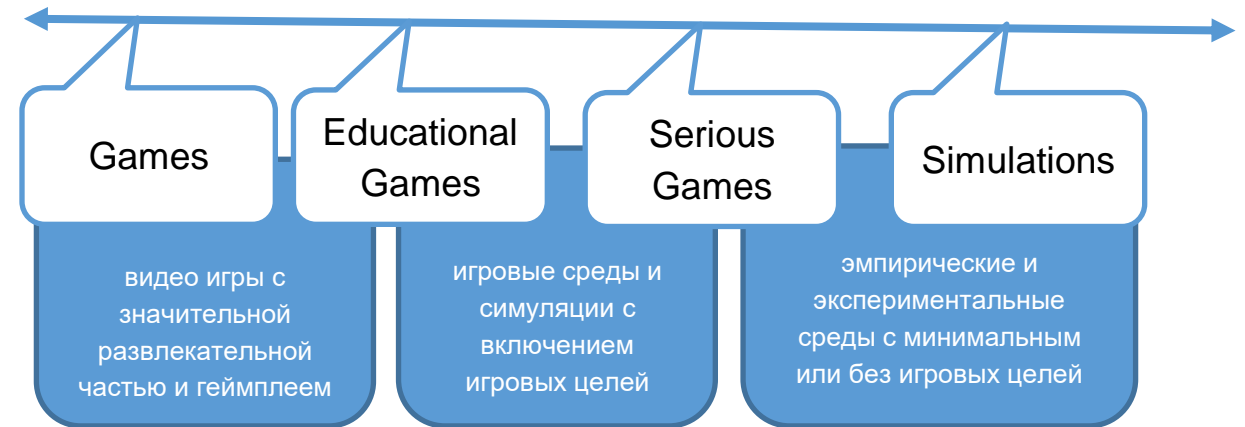 Games
Educational
Games
Serious
Games
Simulations
видео игры с
значительной
развлекательной
частью и геймплеем
игровые среды и
симуляции с
включением
игровых целей
эмпирические и
экспериментальные
среды с минимальным
или без игровых целей